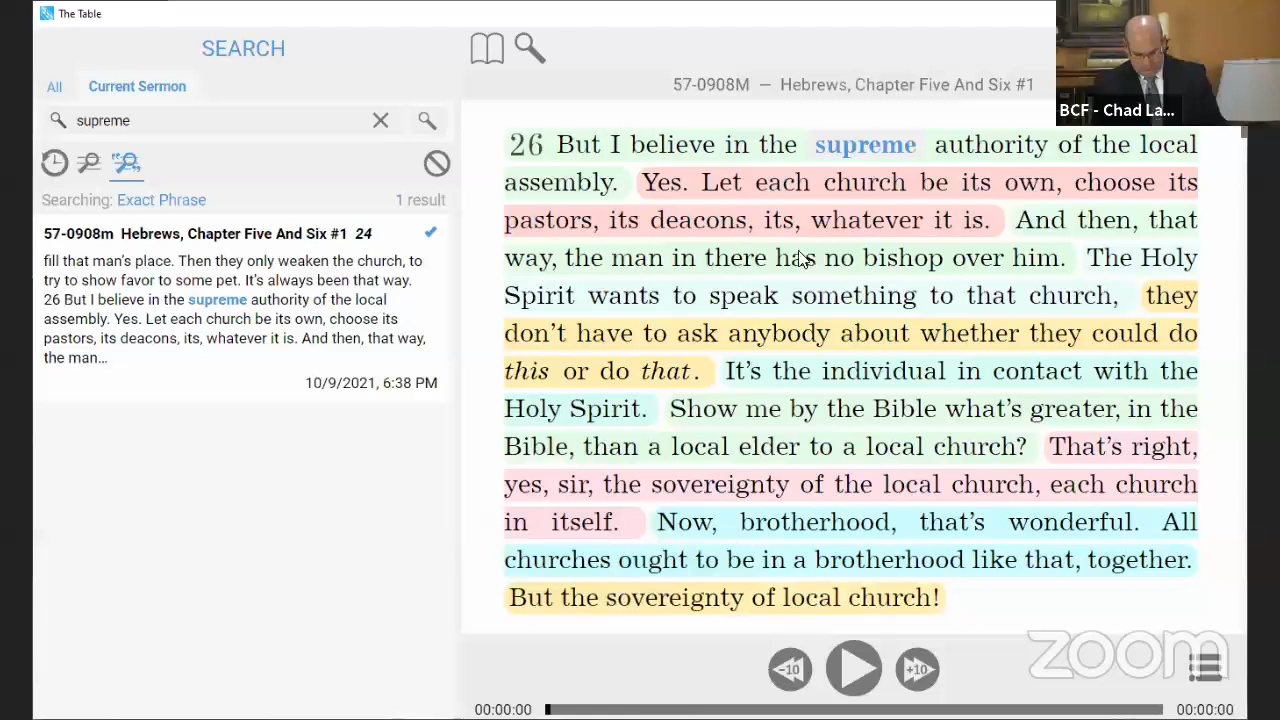 The Table
SEARCH
All Current Sermon
supreme
Searching: Exact Phrase 1 result
57-0908m Hebrews, Chapter Five And Six #1 24
fill that man's place. Then they only weaken the church, to
try to show favor to some pet. It's always been that way.
26 But I believe in the supreme authority of the local
assembly. Yes. Let each church be its own, choose its
pastors, its deacons, its, whatever it is. And then, that way,
the man...
10/9/2021, 6:38 PM
57-0908M — Hebrews, Chapter Five And Six #1
BCF - Chad La...
26 But I believe in the supreme authority of the local
assembly. Yes. Let each church be its own, choose its
pastors, its deacons, its, whatever it is. And then, that
way, the man in there has no bishop over him. The Holy
Spirit wants to speak something to that church, they
don’t have to ask anybody about whether they could do
this or do that. It’s the individual in contact with the
Holy Spirit. Show me by the Bible what’s greater, in the
Bible, than a local elder to a local church? That’s right,
yes, sir, the sovereignty of the local church, each church
in itself. Now, brotherhood, that’s wonderful. All
churches ought to be in a brotherhood like that, together.
But the sovereignty of local church!
-10 +10
zoom
00:00:00 00:00:00